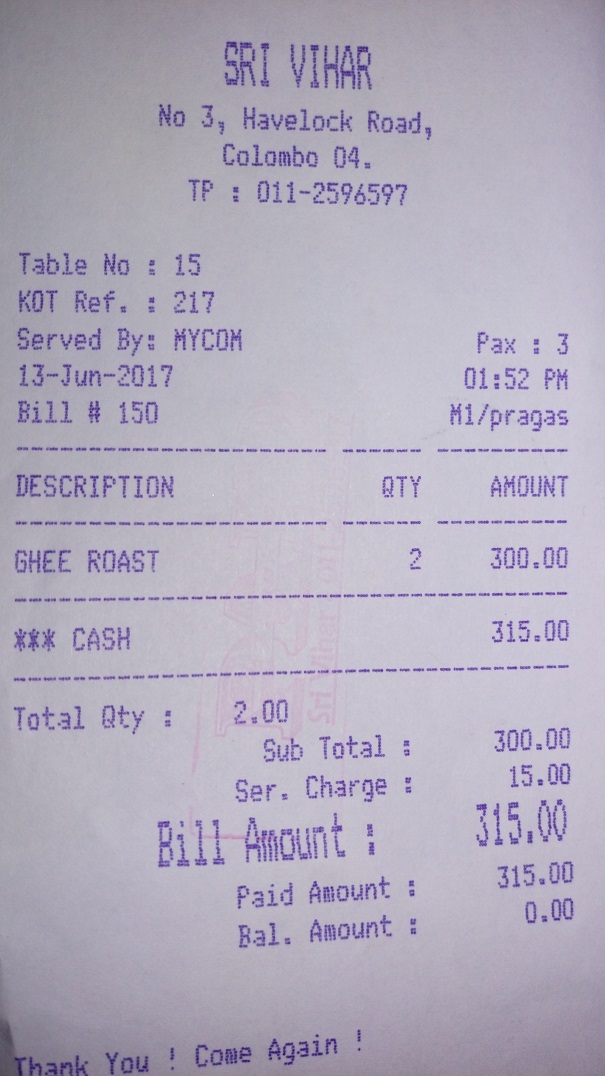 SRI VIHAR
No 3, Havelock Road,
Colombo 04.
TP : 011-2596597
Table No : 15
KOT Ref. : 217
Served By: MYCOM Pax : 3
13-Jun-2017 01:52 PM
Bill # 150 M1/pragas
DESCRIPTION QTY AMOUNT
GHEE ROAST 2 300.00
*** CASH 315.00
Total Qty : 2.00
Sub Total : 300.00
Ser. Charge : 15.00
Bill Amount : 315.00
Paid Amount : 315.00
Bal. Amount : 0.00
Thank You ! Come Again !
Sri Vihar